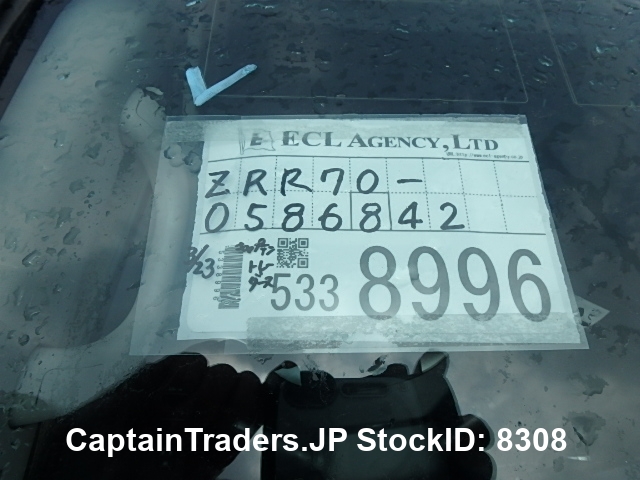 E ECL AGENCY, LTD
ZRR70-
0586842
533 8996
CaptainTraders.JP StockID: 8308